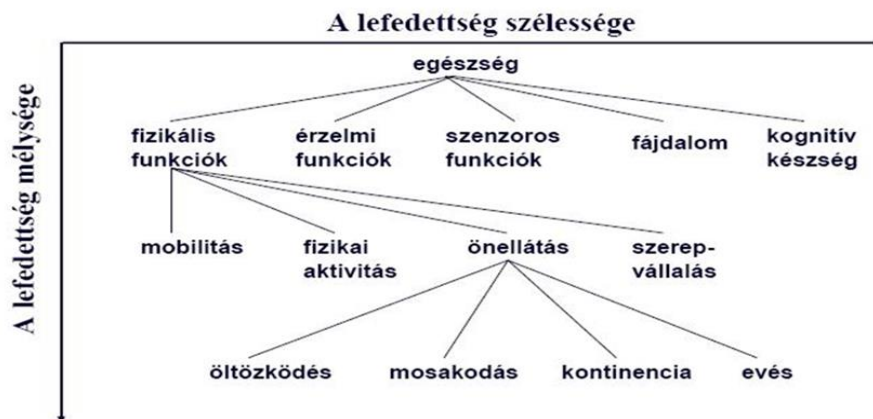 A lefedettség szélessége
A lefedettség mélysége
egészség
fizikális funkciók
érzelmi funkciók
szenzoros funkciók
fájdalom
kognitív készség
mobilitás
fizikai aktivitás
önellátás
szerep-vállalás
öltözködés
mosakodás
kontinencia
evés